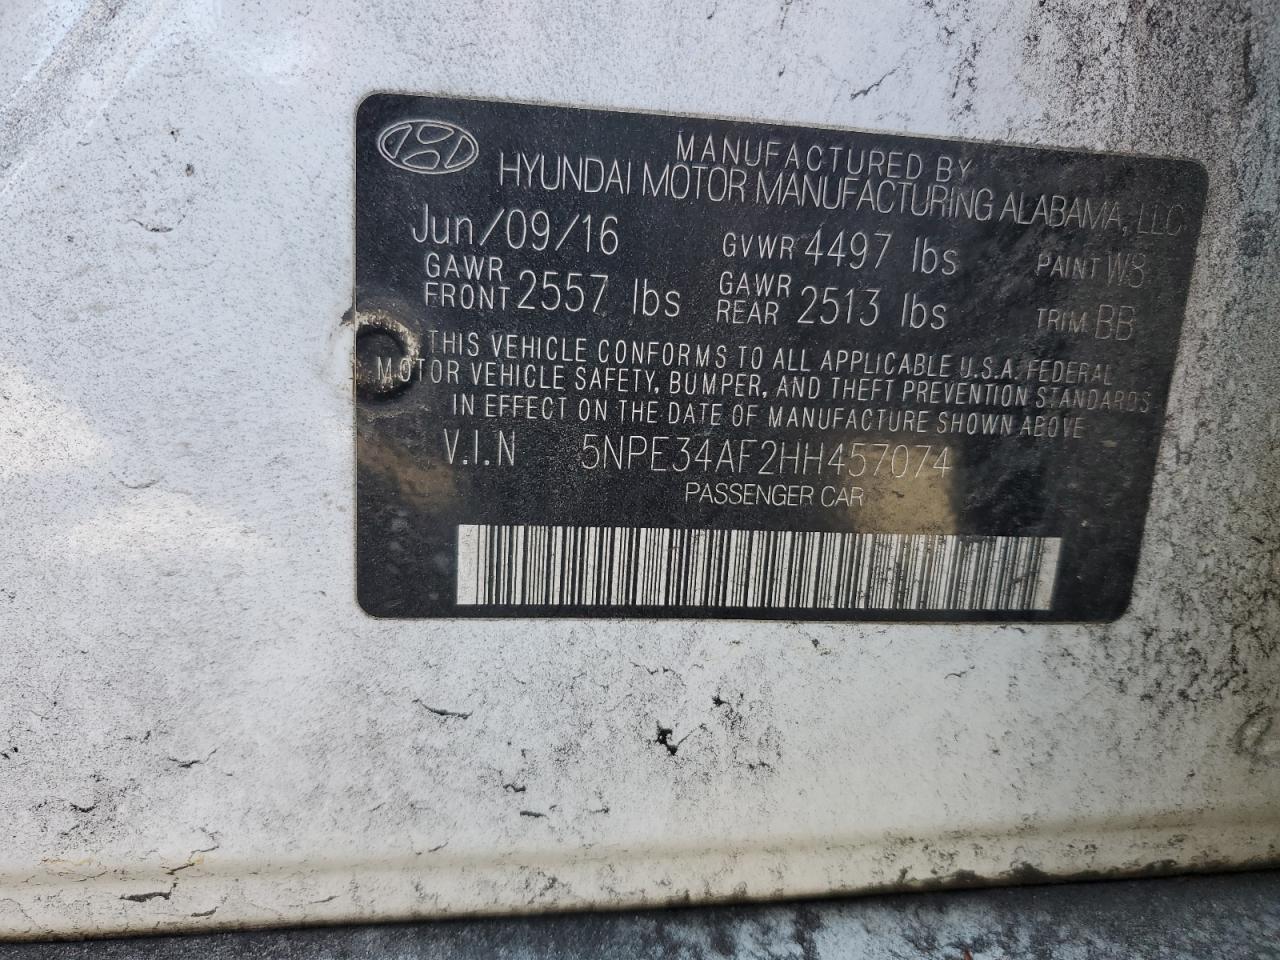 MANUFACTURED BY
HYUNDAI MOTOR MANUFACTURING ALABAMA, LLC
Jun/09/16 GVWR 4497 lbs PAINT W8
GAWR FRONT 2557 lbs GAWR REAR 2513 lbs TRIM BB
THIS VEHICLE CONFORMS TO ALL APPLICABLE U.S.A. FEDERAL
MOTOR VEHICLE SAFETY, BUMPER, AND THEFT PREVENTION STANDARDS
IN EFFECT ON THE DATE OF MANUFACTURE SHOWN ABOVE
V.I.N 5NPE34AF2HH457074
PASSENGER CAR